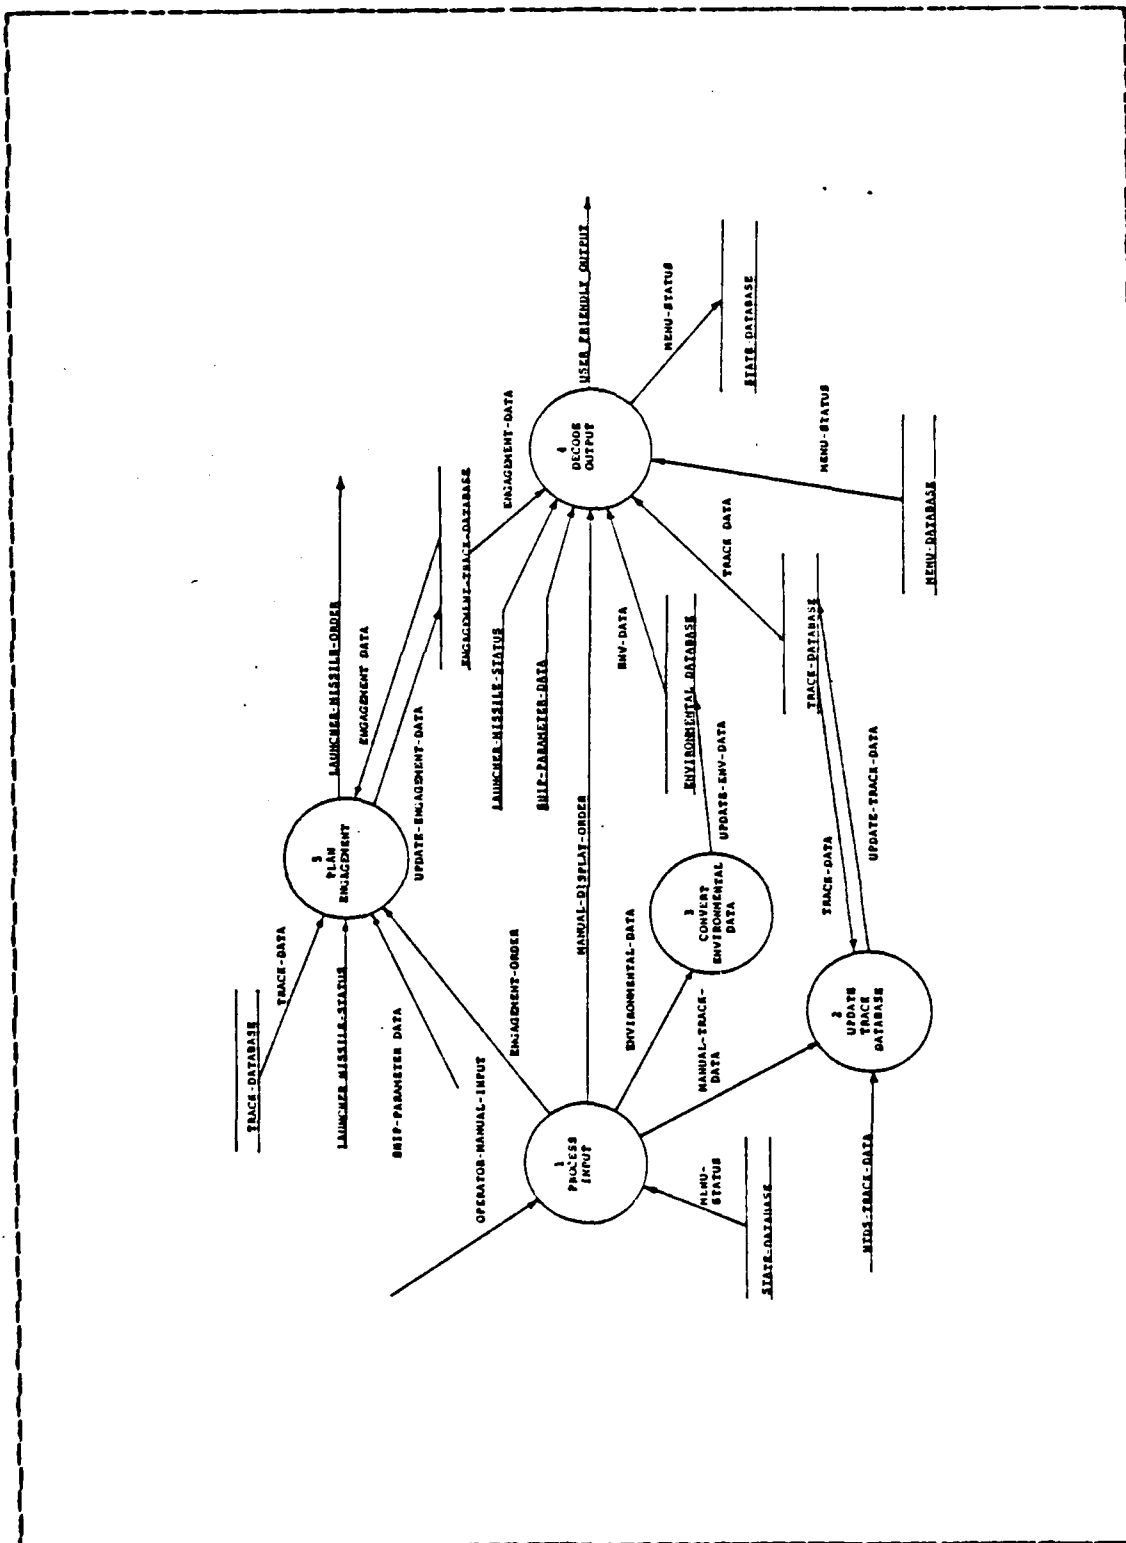 TRACK-DATABASE
TRACK-DATA
LAUNCHER MISSILE-STATUS
SHIP-PARAMETER DATA
5
PLAN
ENGAGEMENT
LAUNCHER-MISSILE-ORDER
ENGAGEMENT DATA
UPDATE-ENGAGEMENT-DATA
ENGAGEMENT-TRACK-DATABASE
ENGAGEMENT-DATA
OPERATOR-MANUAL-INPUT
ENGAGEMENT-ORDER
LAUNCHER-MISSILE-STATUS
SHIP-PARAMETER-DATA
1
PROCESS
INPUT
MANUAL-DISPLAY-ORDER
4
DECODE
OUTPUT
USER FRIENDLY OUTPUT
ENVIRONMENTAL-DATA
ENV-DATA
MENU-STATUS
STATE-DATABASE
MENU-
STATUS
STATE-DATABASE
MANUAL-TRACK-
DATA
3
CONVERT
ENVIRONMENTAL
DATA
UPDATE-ENV-DATA
ENVIRONMENTAL DATABASE
TRACK DATA
MENU-STATUS
MENU-DATABASE
NTDS-TRACK-DATA
2
UPDATE
TRACK
DATABASE
TRACK-DATA
UPDATE-TRACK-DATA
TRACK-DATABASE